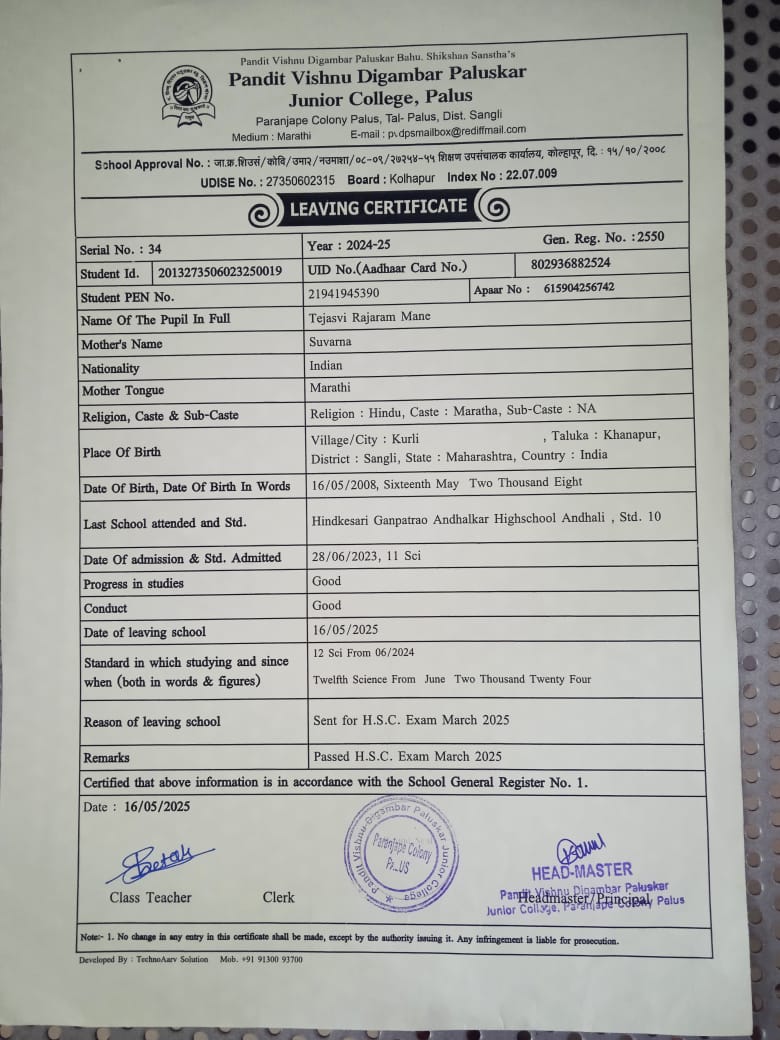 Pandit Vishnu Digambar Paluskar Bahu. Shikshan Sanstha's
Pandit Vishnu Digambar Paluskar
Junior College, Palus
Paranjape Colony Palus, Tal- Palus, Dist. Sangli
Medium : Marathi E-mail : pvdpsmailbox@rediffmail.com
School Approval No. : जा.क्र.शिउसं/कोवि/उमा२/नउमाशा/०८-०९/२७२५४-५५ शिक्षण उपसंचालक कार्यालय, कोल्हापूर, दि. : १५/१०/२००८
UDISE No. : 27350602315 Board : Kolhapur Index No : 22.07.009
LEAVING CERTIFICATE
Serial No. : 34 Year : 2024-25 Gen. Reg. No. :2550
Student Id. 2013273506023250019 UID No.(Aadhaar Card No.) 802936882524
Student PEN No. 21941945390 Apaar No : 615904256742
Name Of The Pupil In Full Tejasvi Rajaram Mane
Mother's Name Suvarna
Nationality Indian
Mother Tongue Marathi
Religion, Caste & Sub-Caste Religion : Hindu, Caste : Maratha, Sub-Caste : NA
Place Of Birth Village/City : Kurli , Taluka : Khanapur,
District : Sangli, State : Maharashtra, Country : India
Date Of Birth, Date Of Birth In Words 16/05/2008, Sixteenth May Two Thousand Eight
Last School attended and Std. Hindkesari Ganpatrao Andhalkar Highschool Andhali , Std. 10
Date Of admission & Std. Admitted 28/06/2023, 11 Sci
Progress in studies Good
Conduct Good
Date of leaving school 16/05/2025
Standard in which studying and since 12 Sci From 06/2024
when (both in words & figures) Twelfth Science From June Two Thousand Twenty Four
Reason of leaving school Sent for H.S.C. Exam March 2025
Remarks Passed H.S.C. Exam March 2025
Certified that above information is in accordance with the School General Register No. 1.
Date : 16/05/2025
Pandit Vishnu Digambar Paluskar Junior College
Paranjape Colony
HEAD-MASTER
Pandit Vishnu Digambar Paluskar
Junior College, Paranjape Colony Palus
Class Teacher Clerk Headmaster/Principal
Note:- 1. No change in any entry in this certificate shall be made, except by the authority issuing it. Any infringement is liable for prosecution.
Developed By : TechnoAarv Solution Mob. +91 91300 93700